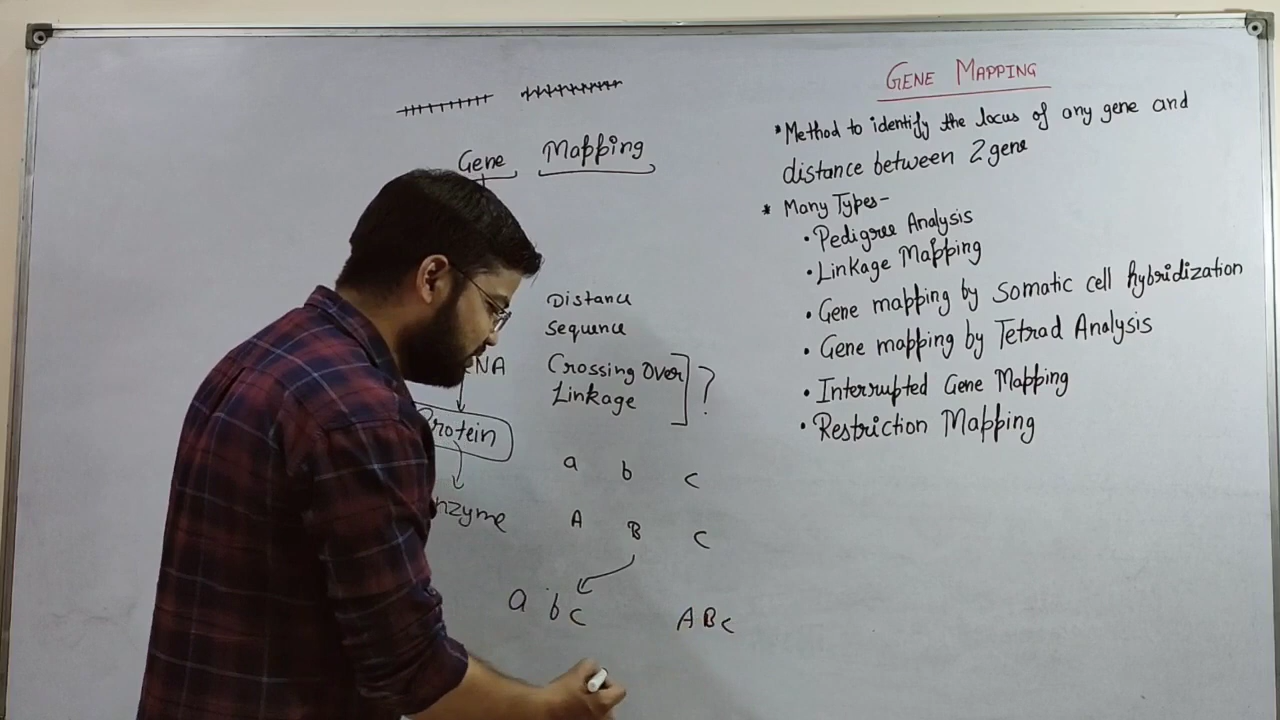 Gene Mapping
Distance
Sequence
Crossing Over
Linkage
?
Protein
a b c
A B C
a b c
A B C
GENE MAPPING
* Method to identify the locus of any gene and
distance between 2 gene
* Many Types-
• Pedigree Analysis
• Linkage Mapping
• Gene mapping by Somatic cell hybridization
• Gene mapping by Tetrad Analysis
• Interrupted Gene Mapping
• Restriction Mapping